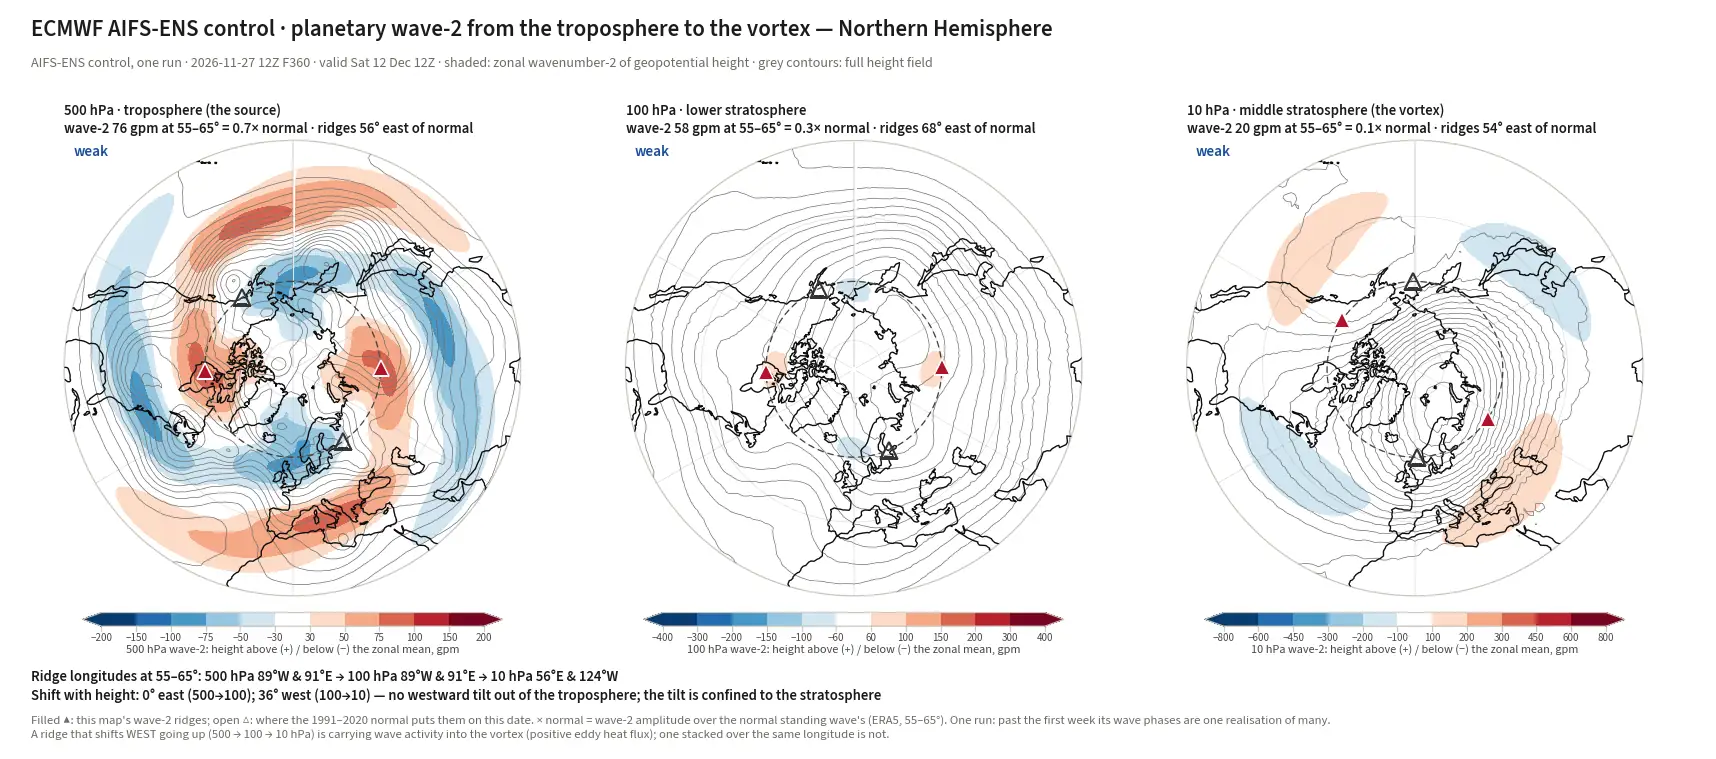 ECMWF AIFS-ENS control · planetary wave-2 from the troposphere to the vortex — Northern Hemisphere
AIFS-ENS control, one run · 2026-11-27 12Z F360 · valid Sat 12 Dec 12Z · shaded: zonal wavenumber-2 of geopotential height · grey contours: full height field
500 hPa · troposphere (the source)
wave-2 76 gpm at 55–65° = 0.7× normal · ridges 56° east of normal
weak
100 hPa · lower stratosphere
wave-2 58 gpm at 55–65° = 0.3× normal · ridges 68° east of normal
weak
10 hPa · middle stratosphere (the vortex)
wave-2 20 gpm at 55–65° = 0.1× normal · ridges 54° east of normal
weak
−200 −150 −100 −75 −50 −30 30 50 75 100 150 200
500 hPa wave-2: height above (+) / below (−) the zonal mean, gpm
−400 −300 −200 −150 −100 −60 60 100 150 200 300 400
100 hPa wave-2: height above (+) / below (−) the zonal mean, gpm
−800 −600 −450 −300 −200 −100 100 200 300 450 600 800
10 hPa wave-2: height above (+) / below (−) the zonal mean, gpm
Ridge longitudes at 55–65°: 500 hPa 89°W & 91°E → 100 hPa 89°W & 91°E → 10 hPa 56°E & 124°W
Shift with height: 0° east (500→100); 36° west (100→10) — no westward tilt out of the troposphere; the tilt is confined to the stratosphere
Filled ▲: this map's wave-2 ridges; open △: where the 1991–2020 normal puts them on this date. × normal = wave-2 amplitude over the normal standing wave's (ERA5, 55–65°). One run: past the first week its wave phases are one realisation of many.
A ridge that shifts WEST going up (500 → 100 → 10 hPa) is carrying wave activity into the vortex (positive eddy heat flux); one stacked over the same longitude is not.